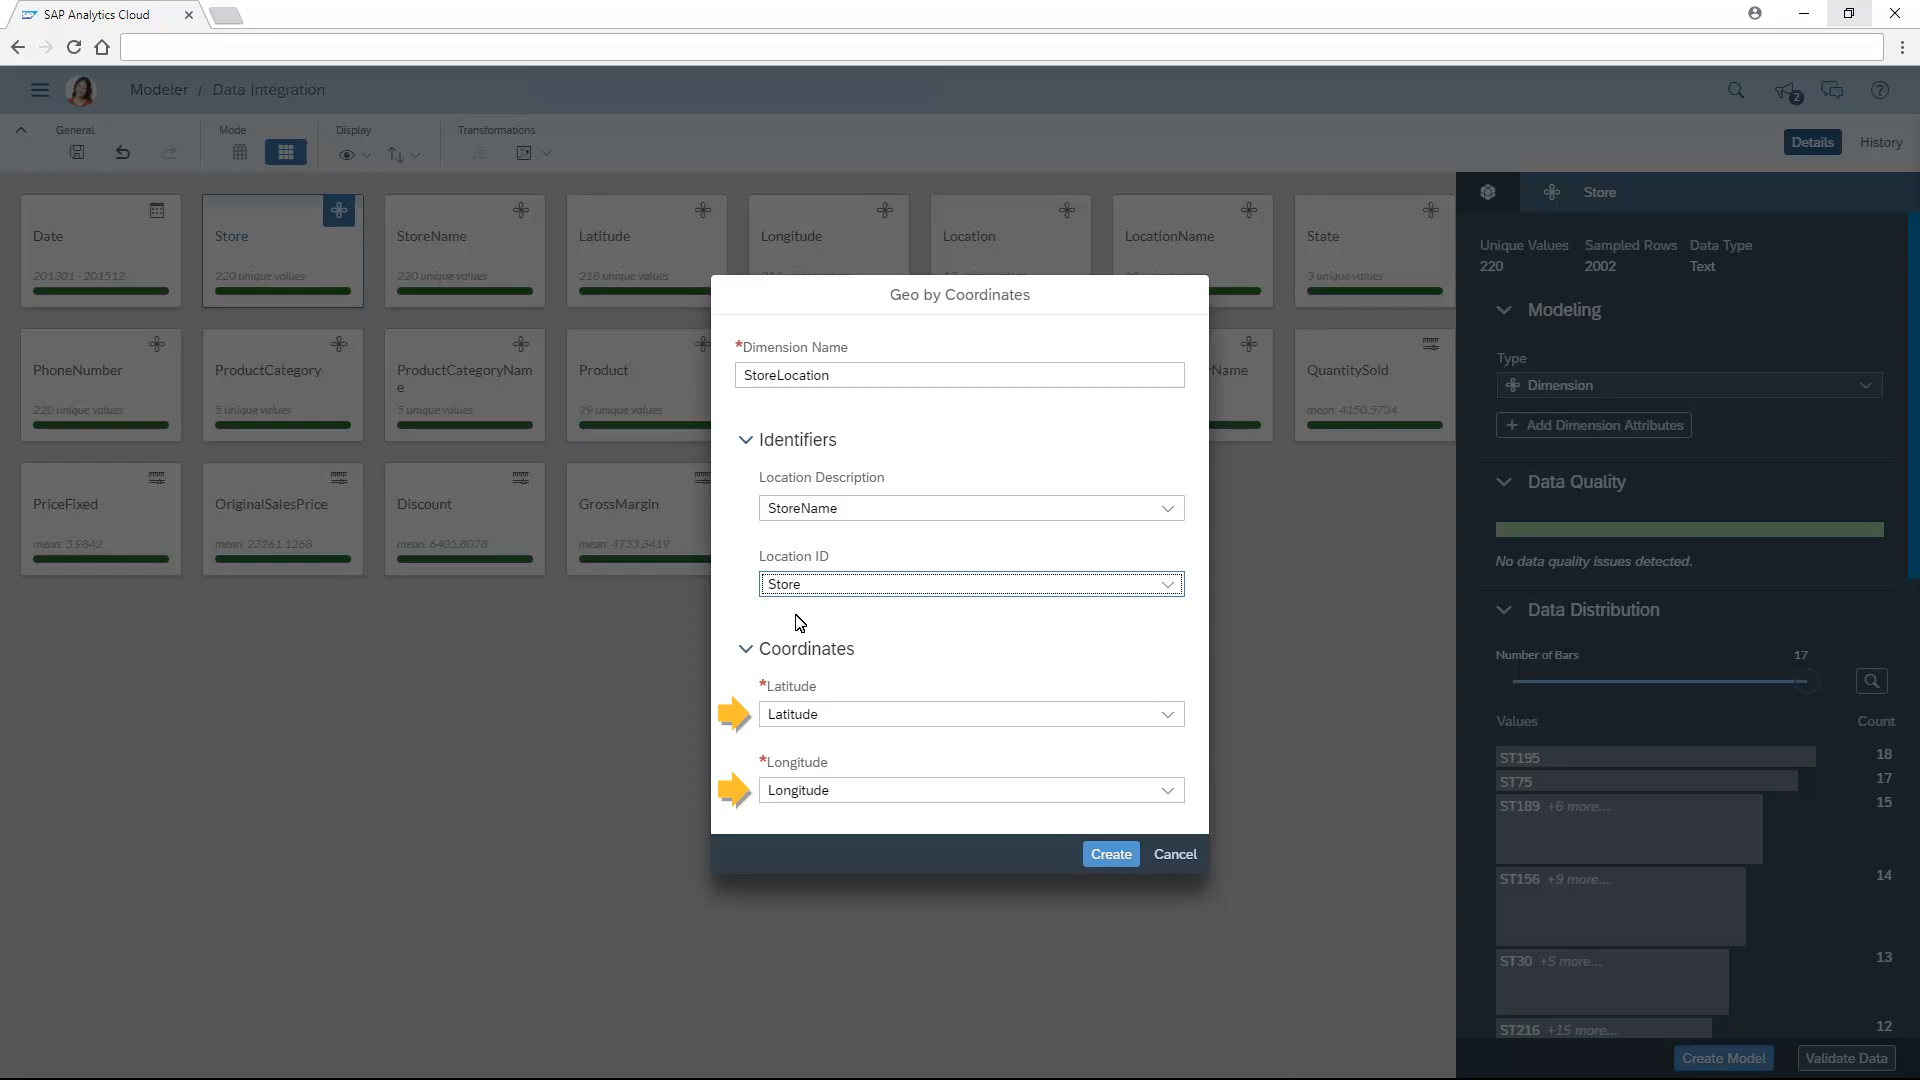 SAP Analytics Cloud
Modeler / Data Integration
2
General
Mode
Display
Transformations
Details
History
Date
201301 - 201512
Store
220 unique values
StoreName
220 unique values
Latitude
218 unique values
Longitude
Location
LocationName
State
3 unique values
PhoneNumber
220 unique values
ProductCategory
5 unique values
ProductCategoryNam
e
5 unique values
Product
29 unique values
Name
QuantitySold
mean: 4150.5734
PriceFixed
mean: 3.9842
OriginalSalesPrice
mean: 23261.1268
Discount
mean: 6405.8078
GrossMargin
mean: 4733.3419
Geo by Coordinates
*Dimension Name
StoreLocation
Identifiers
Location Description
StoreName
Location ID
Store
Coordinates
*Latitude
Latitude
*Longitude
Longitude
Create
Cancel
Store
Unique Values Sampled Rows Data Type
220 2002 Text
Modeling
Type
Dimension
+ Add Dimension Attributes
Data Quality
No data quality issues detected.
Data Distribution
Number of Bars 17
Values Count
ST195 18
ST75 17
ST189 +6 more... 15
ST156 +9 more... 14
ST30 +5 more... 13
ST216 +15 more... 12
Create Model
Validate Data